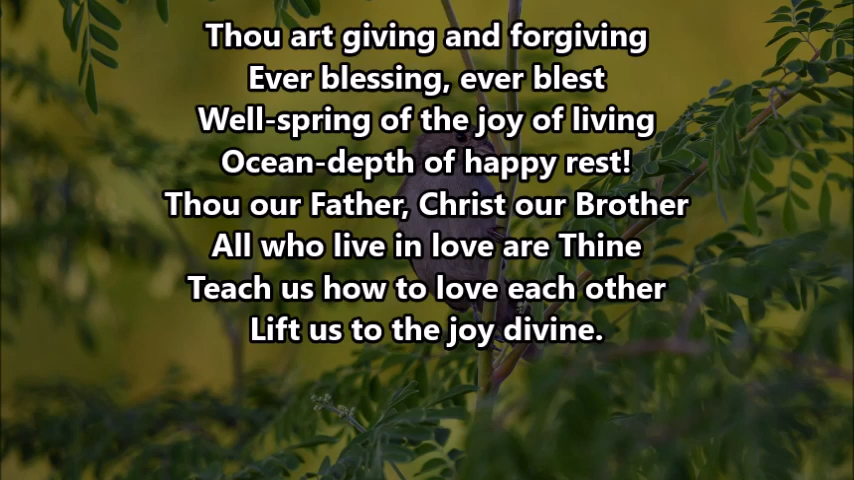 Thou art giving and forgiving
Ever blessing, ever blest
Well-spring of the joy of living
Ocean-depth of happy rest!
Thou our Father, Christ our Brother
All who live in love are Thine
Teach us how to love each other
Lift us to the joy divine.